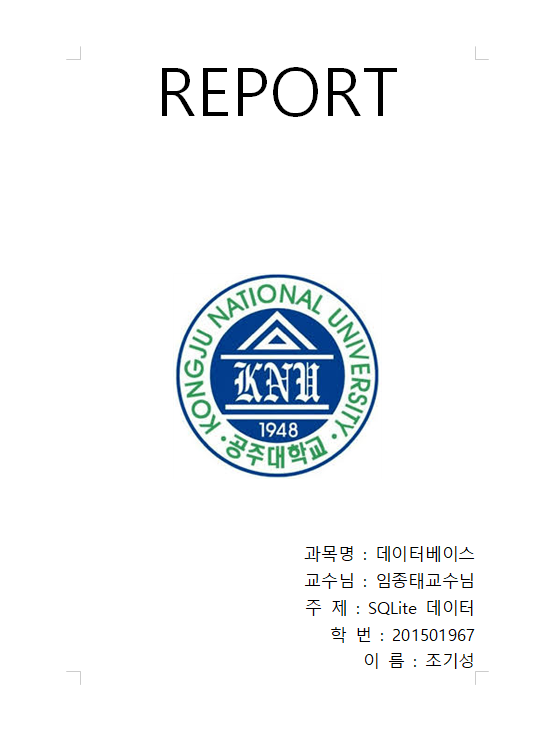 REPORT
KONGJU NATIONAL UNIVERSITY
KNU
1948
공주대학교
과목명 : 데이터베이스
교수님 : 임종태교수님
주 제 : SQLite 데이터
학 번 : 201501967
이 름 : 조기성